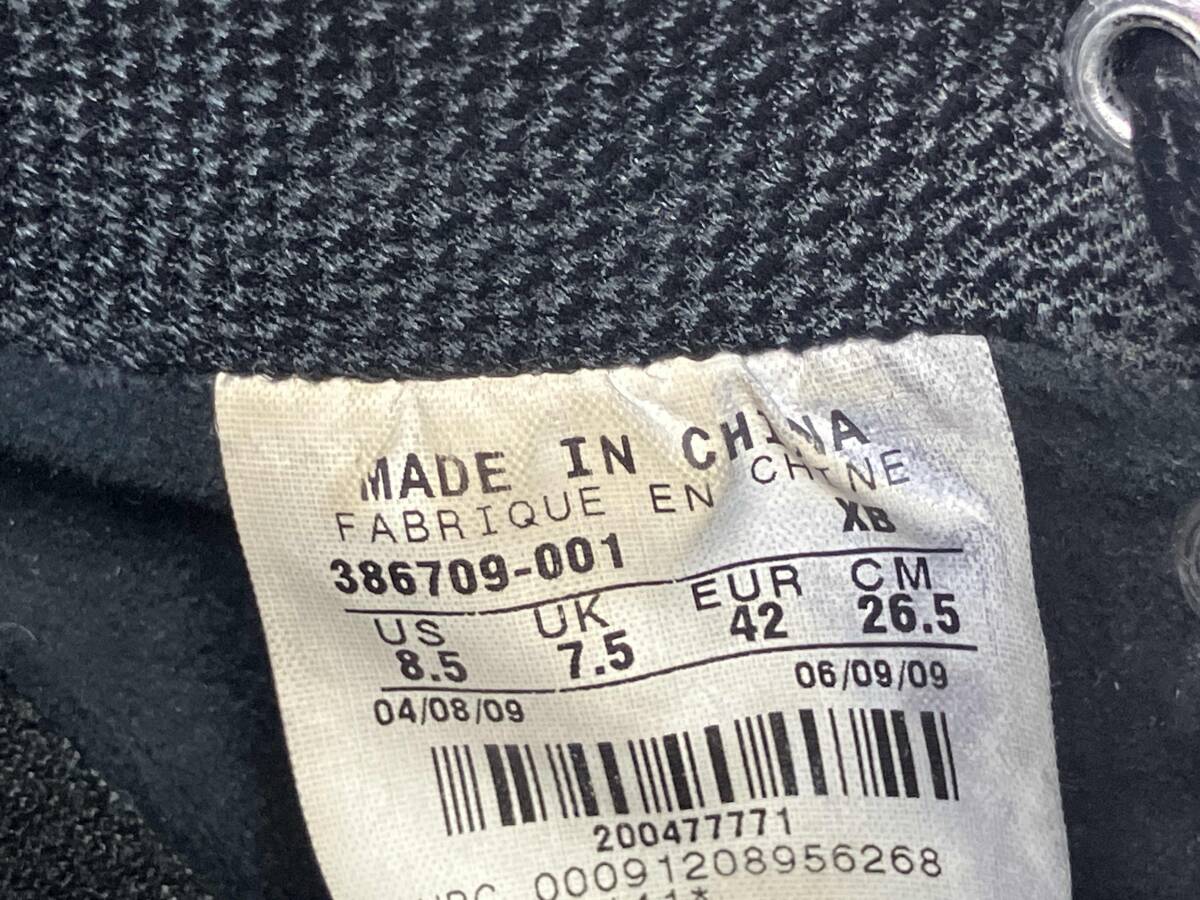 MADE IN CHINA
FABRIQUE EN CHINE
XB
386709-001
US UK EUR CM
8.5 7.5 42 26.5
04/08/09 06/09/09
200477771
00091208956268